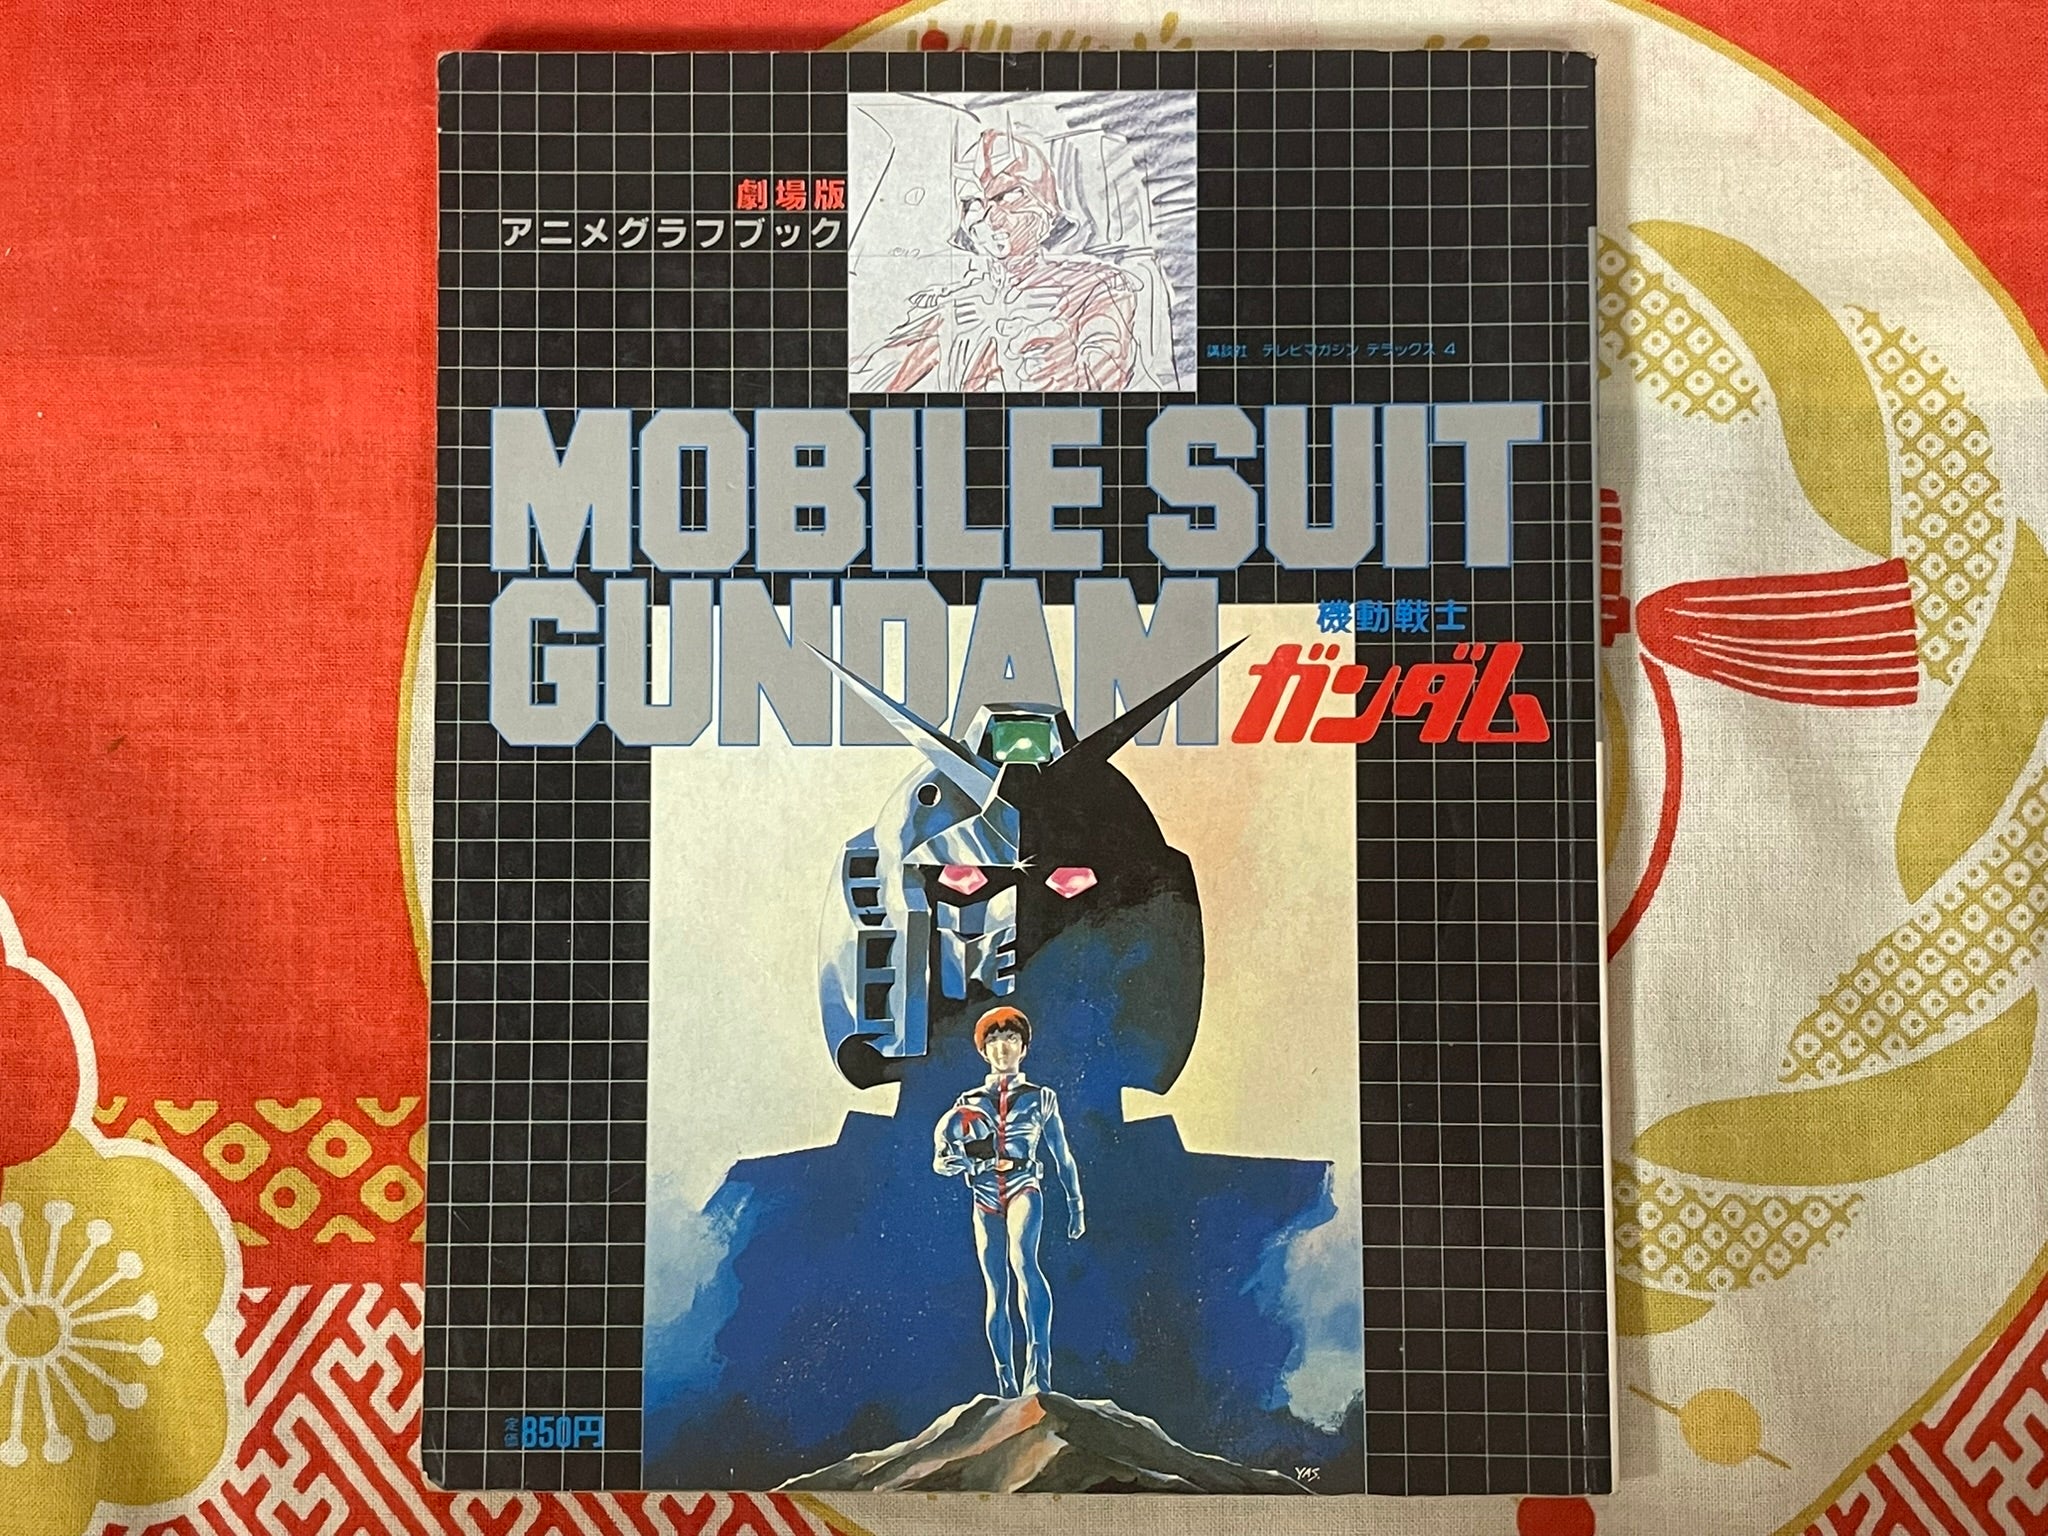 劇場版
アニメグラフブック
講談社 テレビマガジン デラックス 4
MOBILE SUIT
GUNDAM
機動戦士
ガンダム
定価850円
YAS.